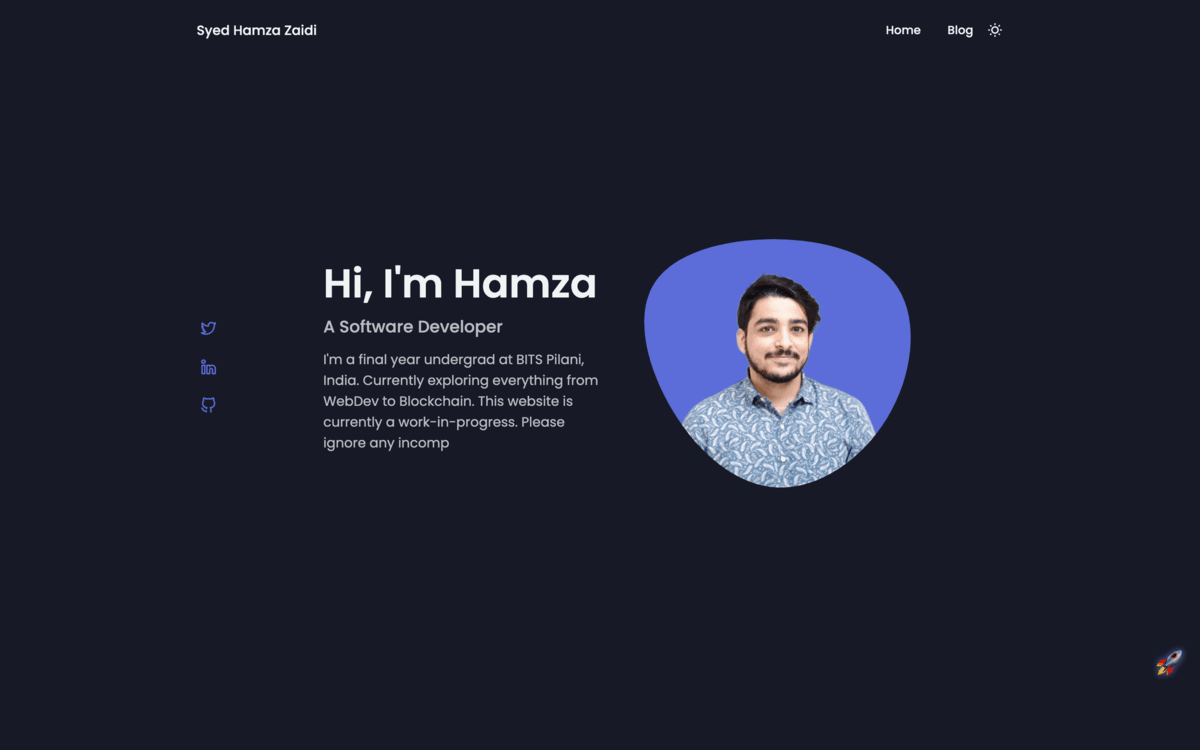 Syed Hamza Zaidi
Home
Blog
Hi, I'm Hamza
A Software Developer
I'm a final year undergrad at BITS Pilani,
India. Currently exploring everything from
WebDev to Blockchain. This website is
currently a work-in-progress. Please
ignore any incomp